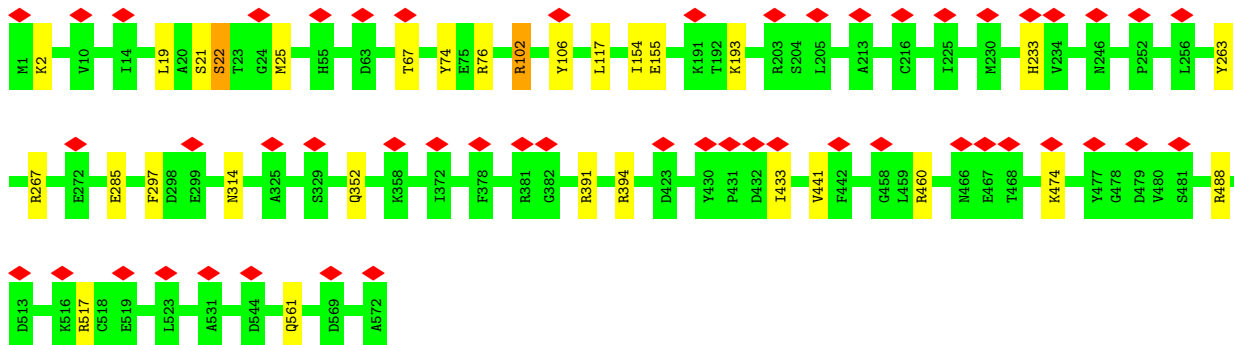 M1 K2 V10 I14 L19 A20 S21 S22 T23 G24 M25 H55 D63 T67 Y74 E75 R76 R102 Y106 L117 I154 E155 K191 T192 K193 R203 S204 L205 A213 C216 I225 M230 H233 V234 N246 P252 L256 Y263
R267 E272 E285 F297 D298 E299 N314 A325 S329 Q352 K358 I372 F378 R381 G382 R391 R394 D423 Y430 P431 D432 I433 V441 F442 G458 L459 R460 N466 E467 T468 K474 Y477 G478 D479 V480 S481 R488
D513 K516 R517 C518 E519 L523 A531 D544 Q561 D569 A572